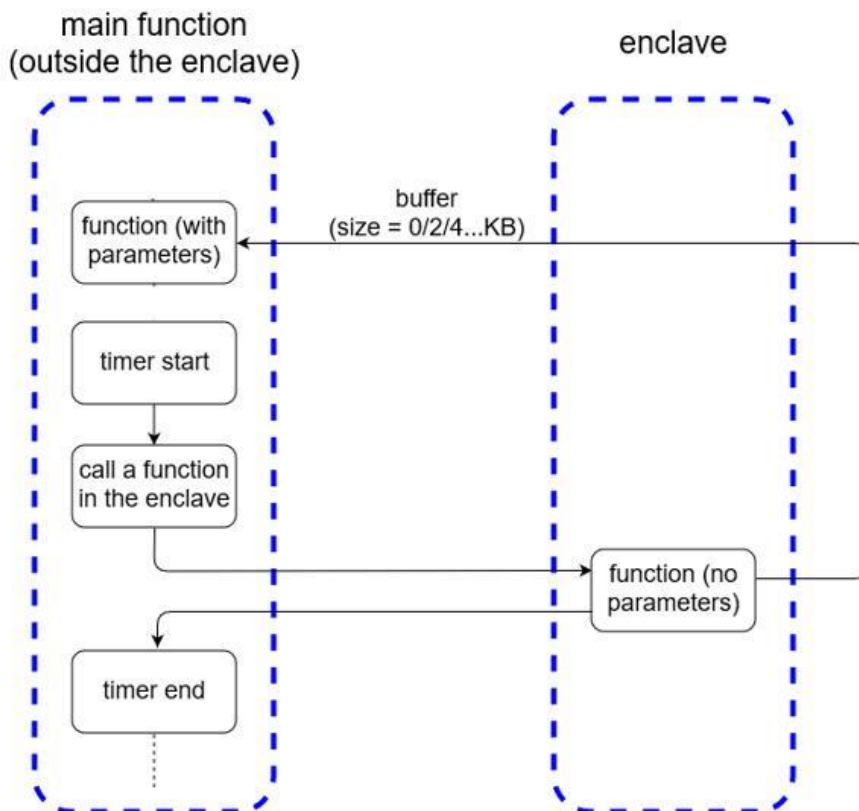 main function
(outside the enclave)
enclave
buffer
(size = 0/2/4...KB)
function (with
parameters)
timer start
call a function
in the enclave
function (no
parameters)
timer end